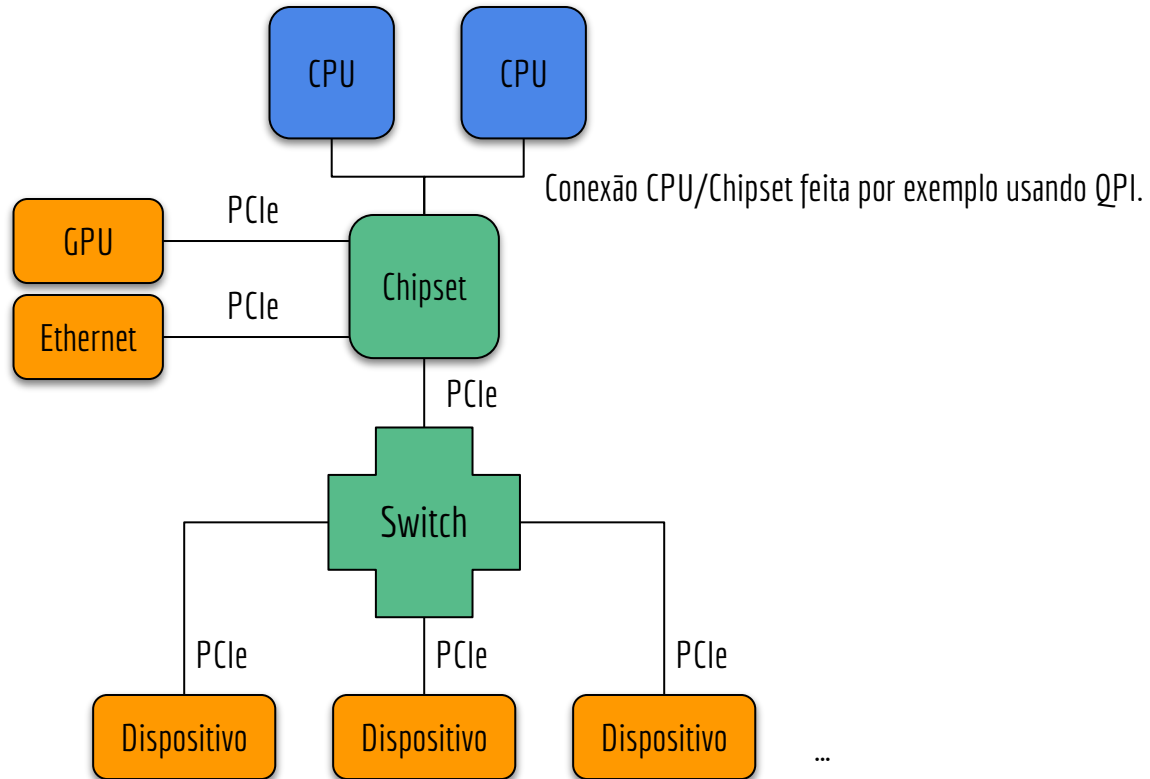 CPU
CPU
Conexão CPU/Chipset feita por exemplo usando QPI.
PCIe
GPU
Chipset
PCIe
Ethernet
PCIe
Switch
PCIe
PCIe
PCIe
Dispositivo
Dispositivo
Dispositivo
...